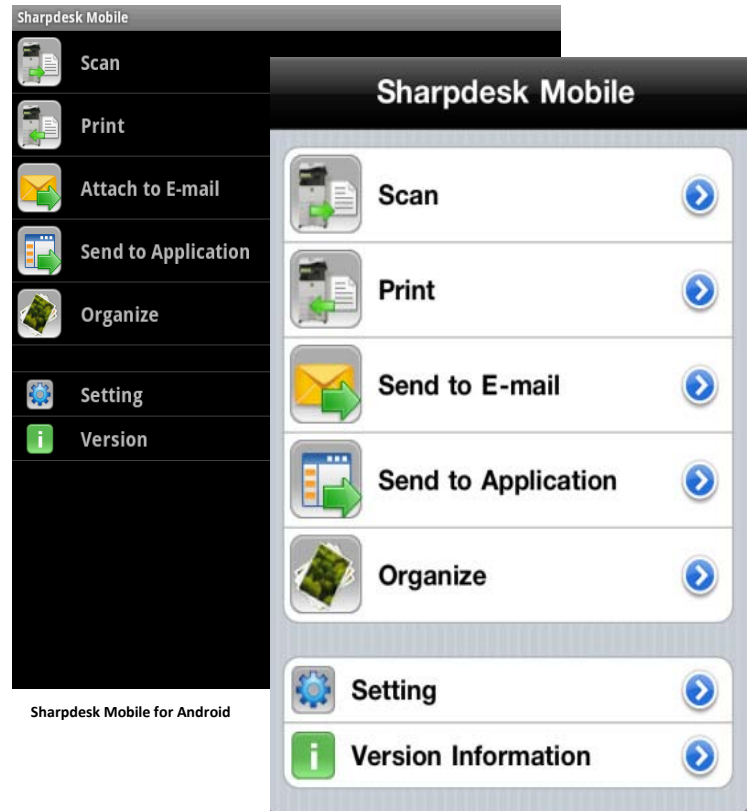 Sharpdesk Mobile
Scan
Print
Attach to E-mail
Send to Application
Organize
Setting
Version
Sharpdesk Mobile for Android
Sharpdesk Mobile
Scan
Print
Send to E-mail
Send to Application
Organize
Setting
Version Information